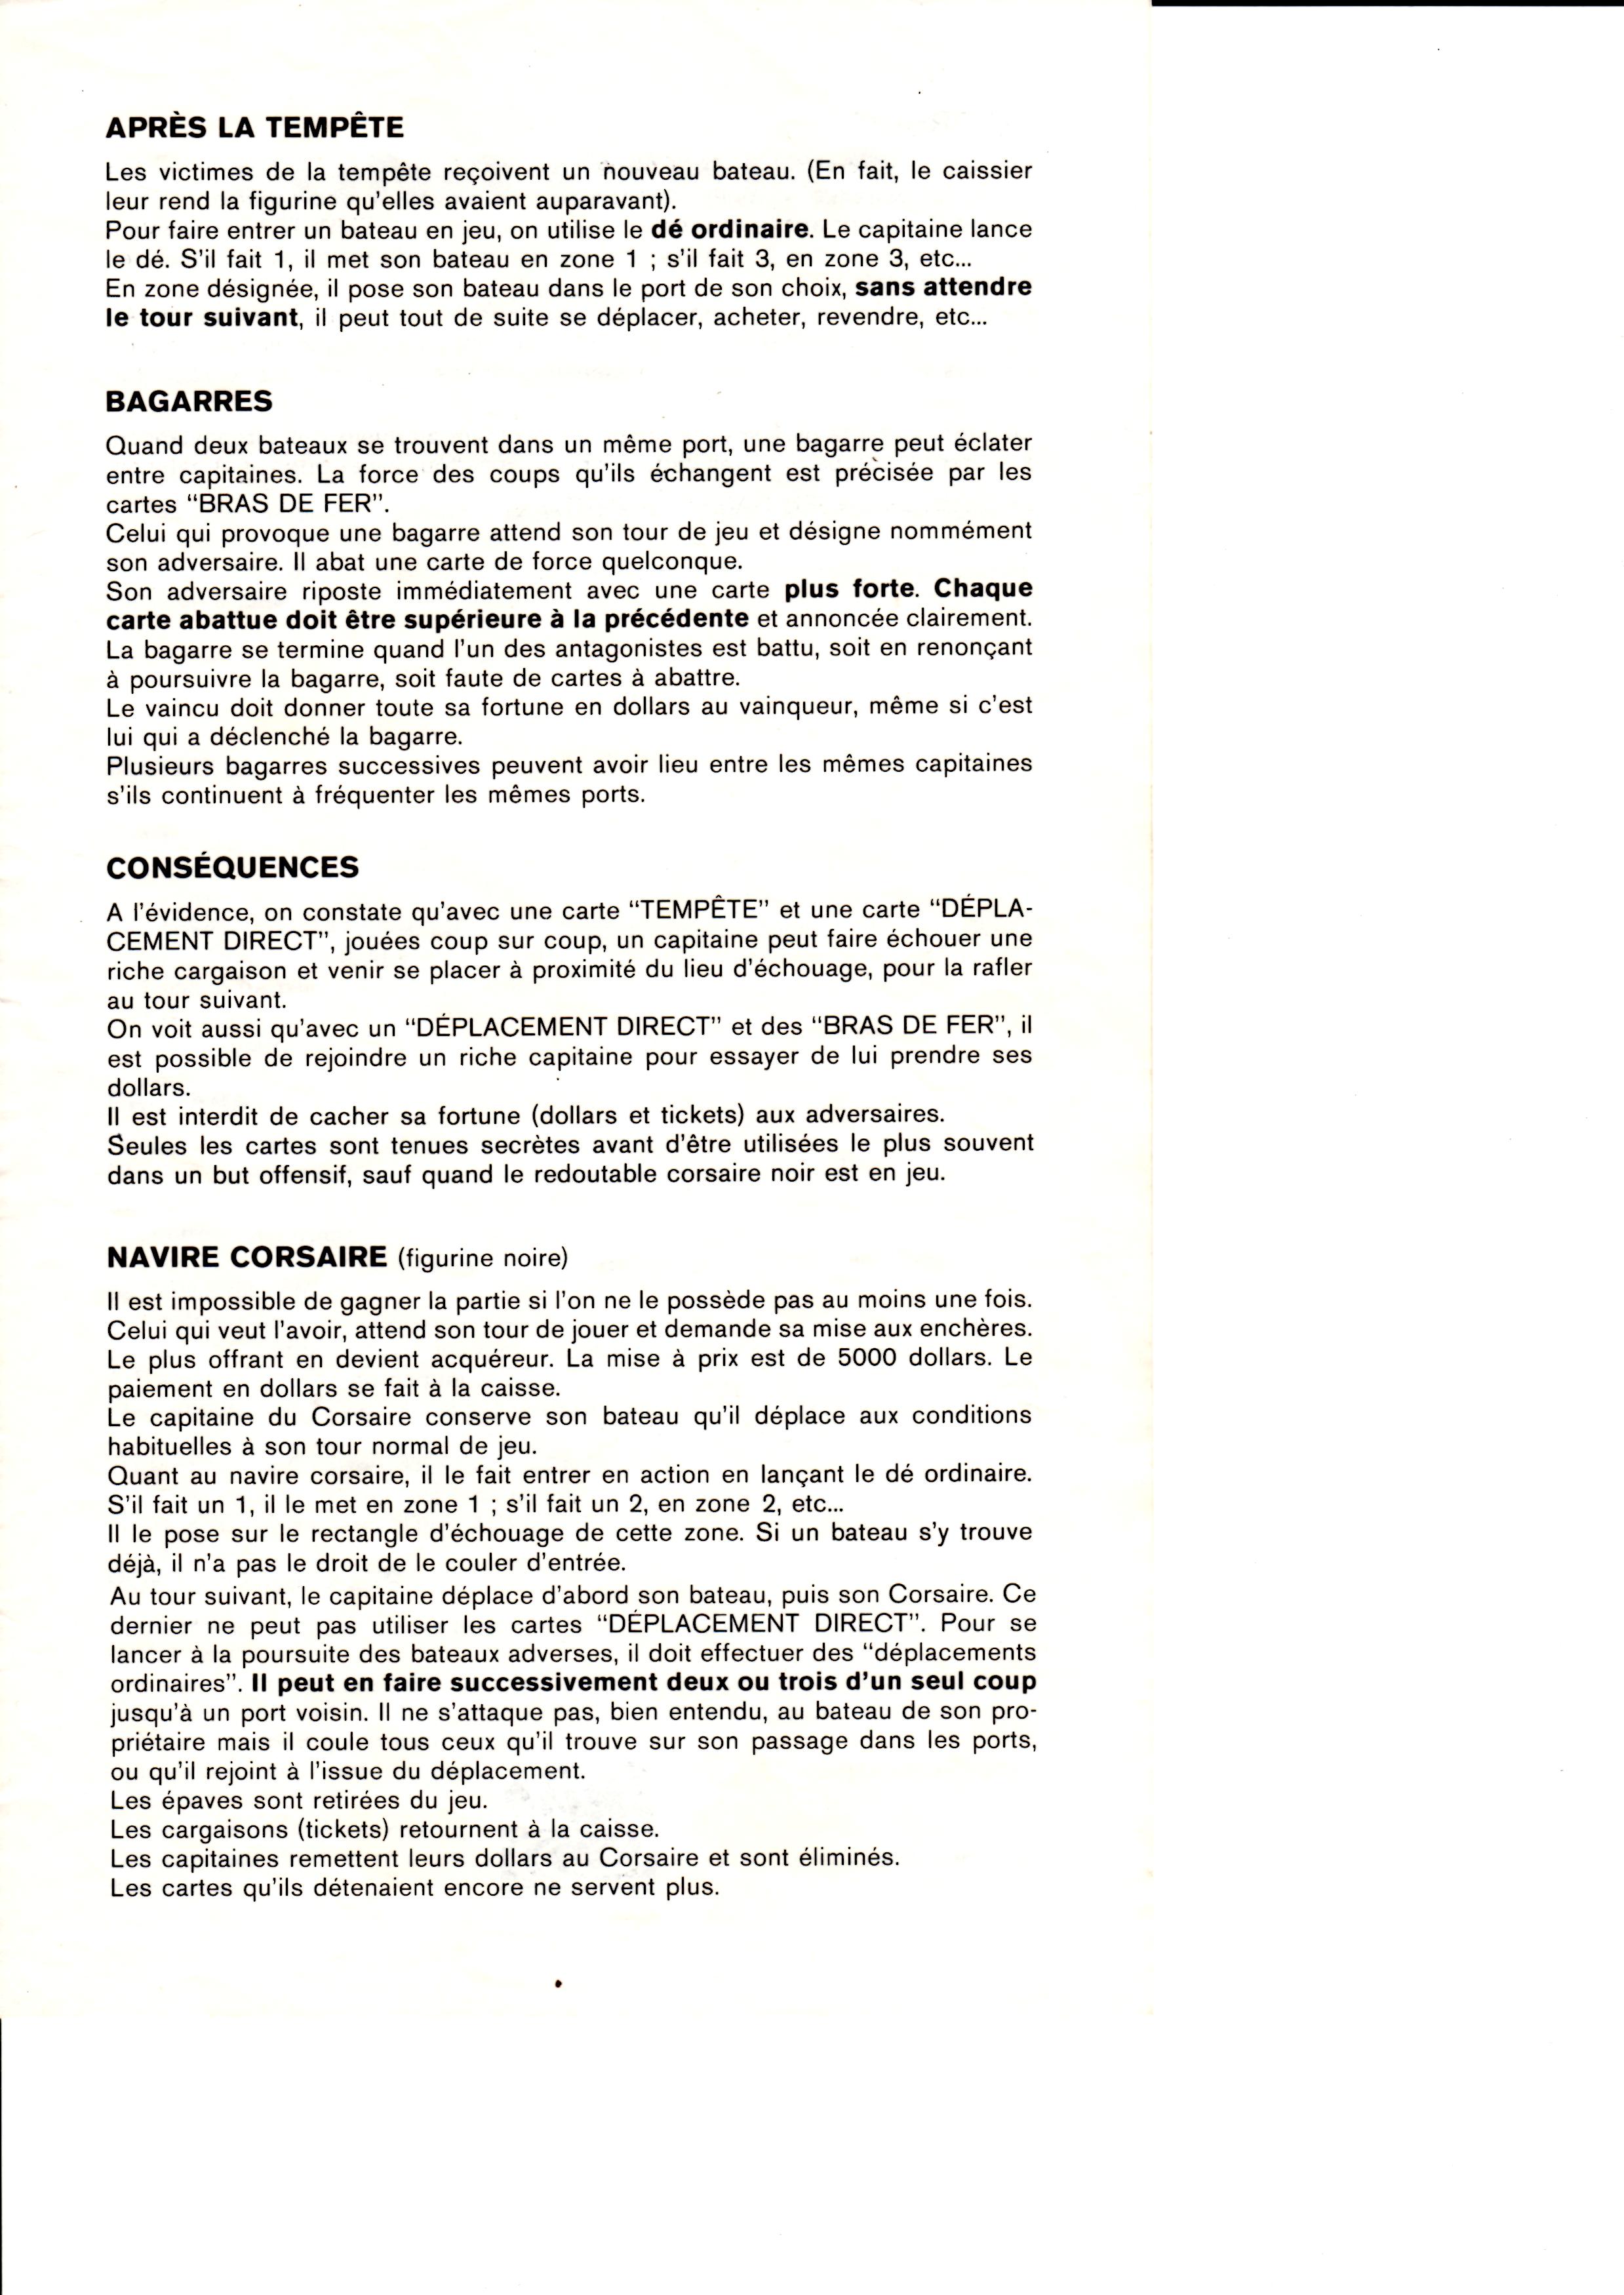 APRÈS LA TEMPÊTE
Les victimes de la tempête reçoivent un nouveau bateau. (En fait, le caissier
leur rend la figurine qu'elles avaient auparavant).
Pour faire entrer un bateau en jeu, on utilise le dé ordinaire. Le capitaine lance
le dé. S'il fait 1, il met son bateau en zone 1 ; s'il fait 3, en zone 3, etc...
En zone désignée, il pose son bateau dans le port de son choix, sans attendre
le tour suivant, il peut tout de suite se déplacer, acheter, revendre, etc...
BAGARRES
Quand deux bateaux se trouvent dans un même port, une bagarre peut éclater
entre capitaines. La force des coups qu'ils échangent est précisée par les
cartes "BRAS DE FER".
Celui qui provoque une bagarre attend son tour de jeu et désigne nommément
son adversaire. Il abat une carte de force quelconque.
Son adversaire riposte immédiatement avec une carte plus forte. Chaque
carte abattue doit être supérieure à la précédente et annoncée clairement.
La bagarre se termine quand l'un des antagonistes est battu, soit en renonçant
à poursuivre la bagarre, soit faute de cartes à abattre.
Le vaincu doit donner toute sa fortune en dollars au vainqueur, même si c'est
lui qui a déclenché la bagarre.
Plusieurs bagarres successives peuvent avoir lieu entre les mêmes capitaines
s'ils continuent à fréquenter les mêmes ports.
CONSÉQUENCES
A l'évidence, on constate qu'avec une carte "TEMPÊTE" et une carte "DÉPLA-
CEMENT DIRECT", jouées coup sur coup, un capitaine peut faire échouer une
riche cargaison et venir se placer à proximité du lieu d'échouage, pour la rafler
au tour suivant.
On voit aussi qu'avec un "DÉPLACEMENT DIRECT" et des "BRAS DE FER", il
est possible de rejoindre un riche capitaine pour essayer de lui prendre ses
dollars.
Il est interdit de cacher sa fortune (dollars et tickets) aux adversaires.
Seules les cartes sont tenues secrètes avant d'être utilisées le plus souvent
dans un but offensif, sauf quand le redoutable corsaire noir est en jeu.
NAVIRE CORSAIRE (figurine noire)
Il est impossible de gagner la partie si l'on ne le possède pas au moins une fois.
Celui qui veut l'avoir, attend son tour de jouer et demande sa mise aux enchères.
Le plus offrant en devient acquéreur. La mise à prix est de 5000 dollars. Le
paiement en dollars se fait à la caisse.
Le capitaine du Corsaire conserve son bateau qu'il déplace aux conditions
habituelles à son tour normal de jeu.
Quant au navire corsaire, il le fait entrer en action en lançant le dé ordinaire.
S'il fait un 1, il le met en zone 1 ; s'il fait un 2, en zone 2, etc...
Il le pose sur le rectangle d'échouage de cette zone. Si un bateau s'y trouve
déjà, il n'a pas le droit de le couler d'entrée.
Au tour suivant, le capitaine déplace d'abord son bateau, puis son Corsaire. Ce
dernier ne peut pas utiliser les cartes "DÉPLACEMENT DIRECT". Pour se
lancer à la poursuite des bateaux adverses, il doit effectuer des "déplacements
ordinaires". Il peut en faire successivement deux ou trois d'un seul coup
jusqu'à un port voisin. Il ne s'attaque pas, bien entendu, au bateau de son pro-
priétaire mais il coule tous ceux qu'il trouve sur son passage dans les ports,
ou qu'il rejoint à l'issue du déplacement.
Les épaves sont retirées du jeu.
Les cargaisons (tickets) retournent à la caisse.
Les capitaines remettent leurs dollars au Corsaire et sont éliminés.
Les cartes qu'ils détenaient encore ne servent plus.